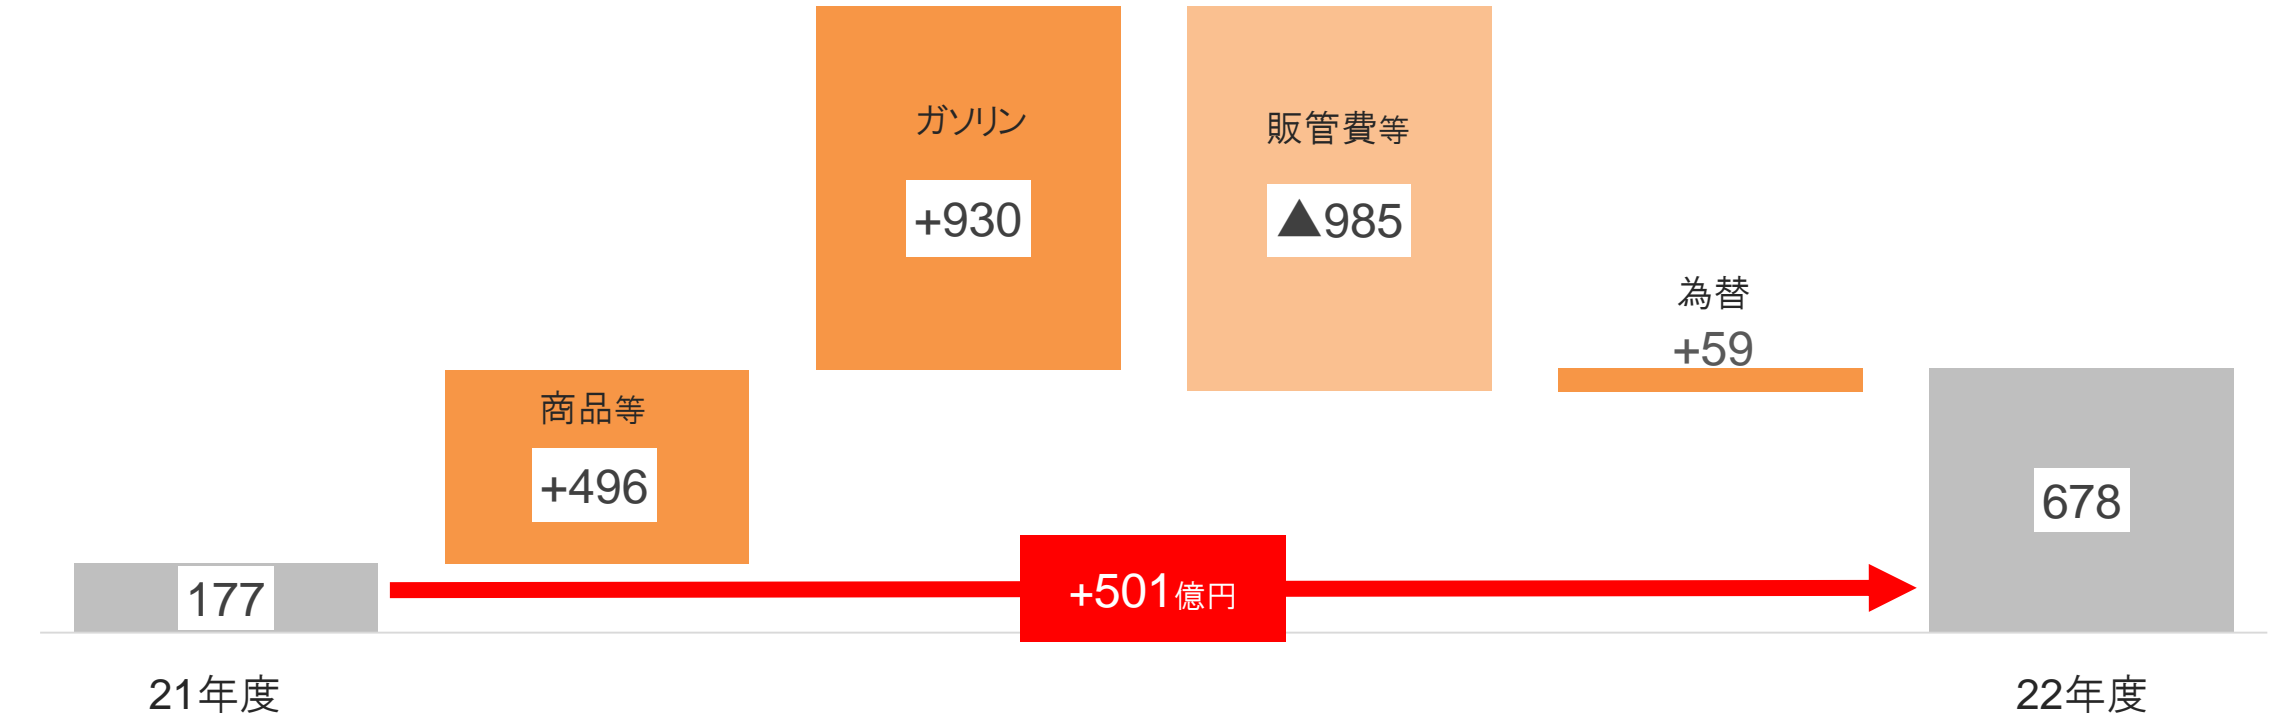 ガソリン
+930
販管費等
▲985
為替
+59
商品等
+496
678
177
+501億円
21年度
22年度